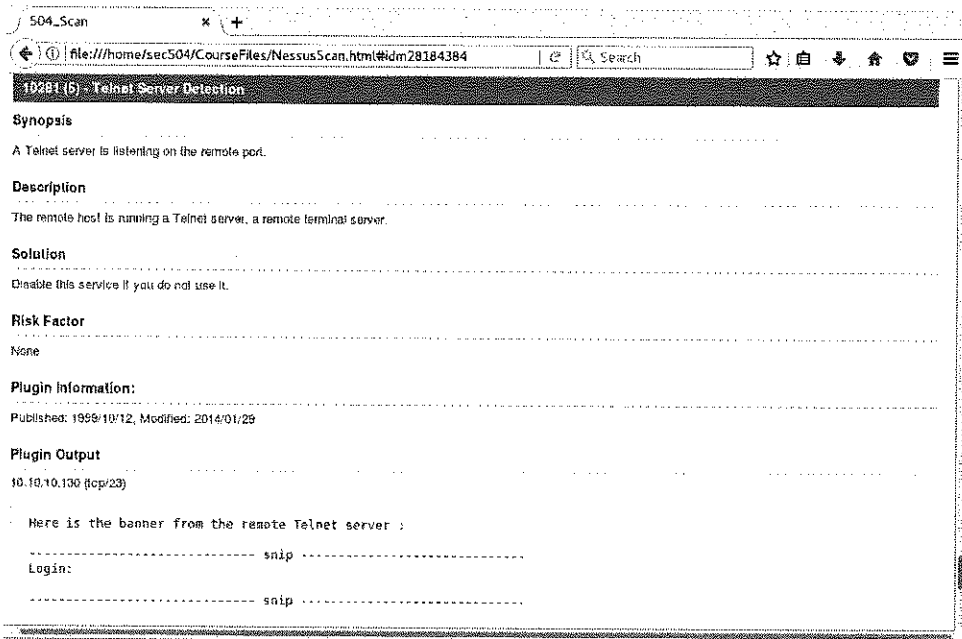 504_Scan × +
file:///home/sec504/CourseFiles/NessusScan.html#idm28184384 Search
10281 (5) - Telnet Server Detection
Synopsis
A Telnet server is listening on the remote port.
Description
The remote host is running a Telnet server, a remote terminal server.
Solution
Disable this service if you do not use it.
Risk Factor
None
Plugin Information:
Published: 1999/10/12, Modified: 2014/01/29
Plugin Output
10.10.10.130 (tcp/23)
Here is the banner from the remote Telnet server :
------------------------------ snip ------------------------------
Login:
------------------------------ snip ------------------------------